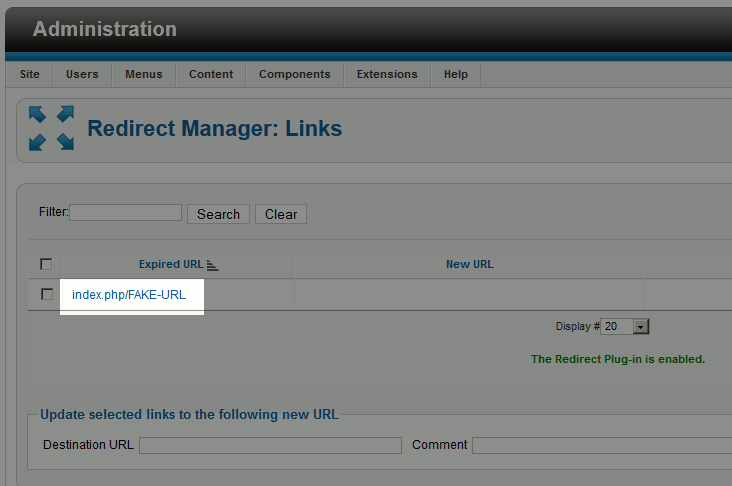 Administration
Site Users Menus Content Components Extensions Help
Redirect Manager: Links
Filter: Search Clear
Expired URL New URL
index.php/FAKE-URL
Display # 20
The Redirect Plug-in is enabled.
Update selected links to the following new URL
Destination URL Comment